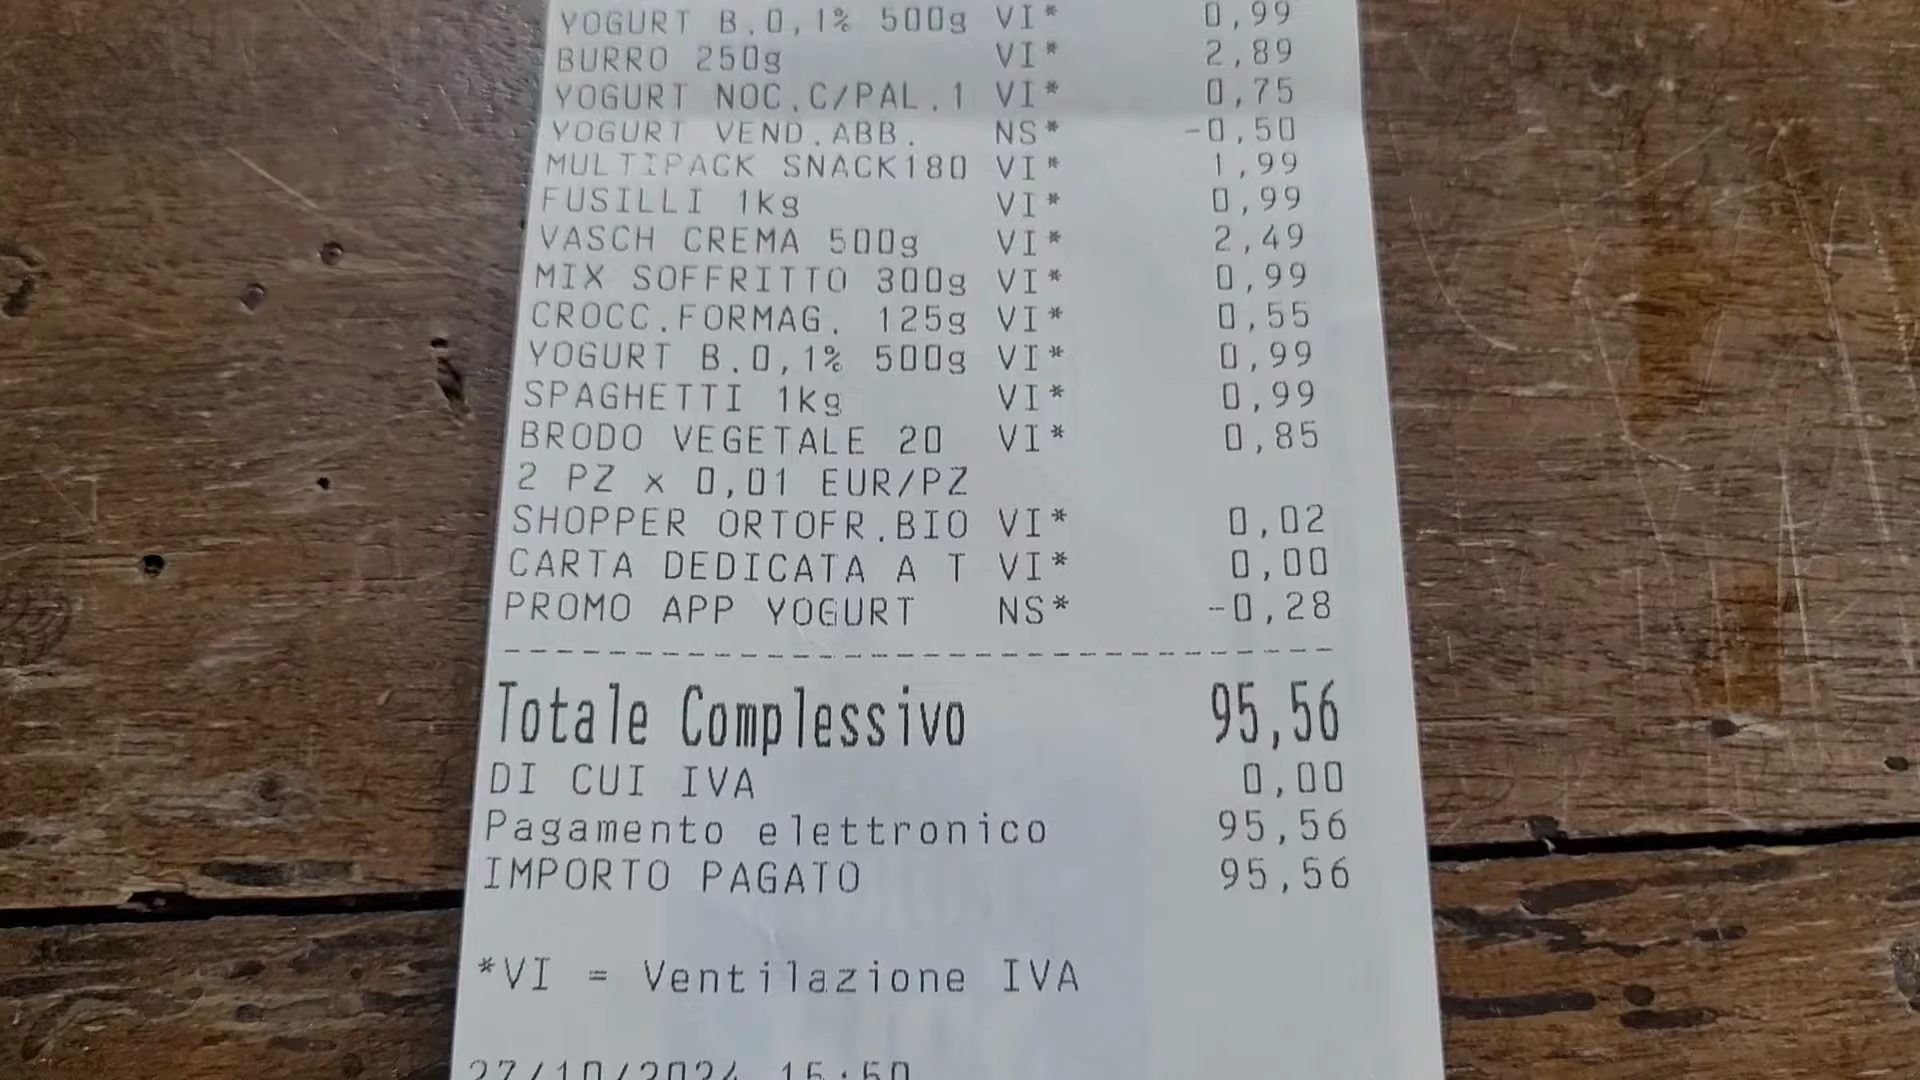 YOGURT B.0,1% 500g VI* 0,99
BURRO 250g VI* 2,89
YOGURT NOC.C/PAL.1 VI* 0,75
YOGURT VEND.ABB. NS* -0,50
MULTIPACK SNACK180 VI* 1,99
FUSILLI 1kg VI* 0,99
VASCH CREMA 500g VI* 2,49
MIX SOFFRITTO 300g VI* 0,99
CROCC.FORMAG. 125g VI* 0,55
YOGURT B.0,1% 500g VI* 0,99
SPAGHETTI 1kg VI* 0,99
BRODO VEGETALE 20 VI* 0,85
2 PZ x 0,01 EUR/PZ
SHOPPER ORTOFR.BIO VI* 0,02
CARTA DEDICATA A T VI* 0,00
PROMO APP YOGURT NS* -0,28
Totale Complessivo 95,56
DI CUI IVA 0,00
Pagamento elettronico 95,56
IMPORTO PAGATO 95,56
*VI = Ventilazione IVA
27/10/2024 15:50